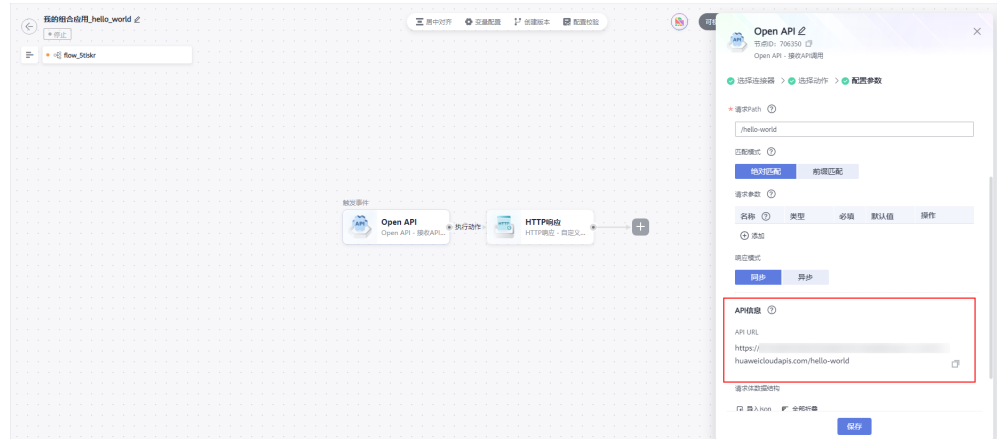 我的组合应用_hello_world
停止
居中对齐 变量配置 创建版本 配置校验
flow_5tiskr
触发事件
Open API
Open API - 接收API...
执行动作
HTTP响应
HTTP响应 - 自定义...
Open API
节点ID: 706350
Open API - 接收API调用
选择连接器 > 选择动作 > 配置参数
* 请求Path
/hello-world
匹配模式
绝对匹配 前缀匹配
请求参数
名称 类型 必填 默认值 操作
添加
响应模式
同步 异步
API信息
API URL
https://
huaweicloudapis.com/hello-world
请求体数据结构
导入Json 全部折叠
保存